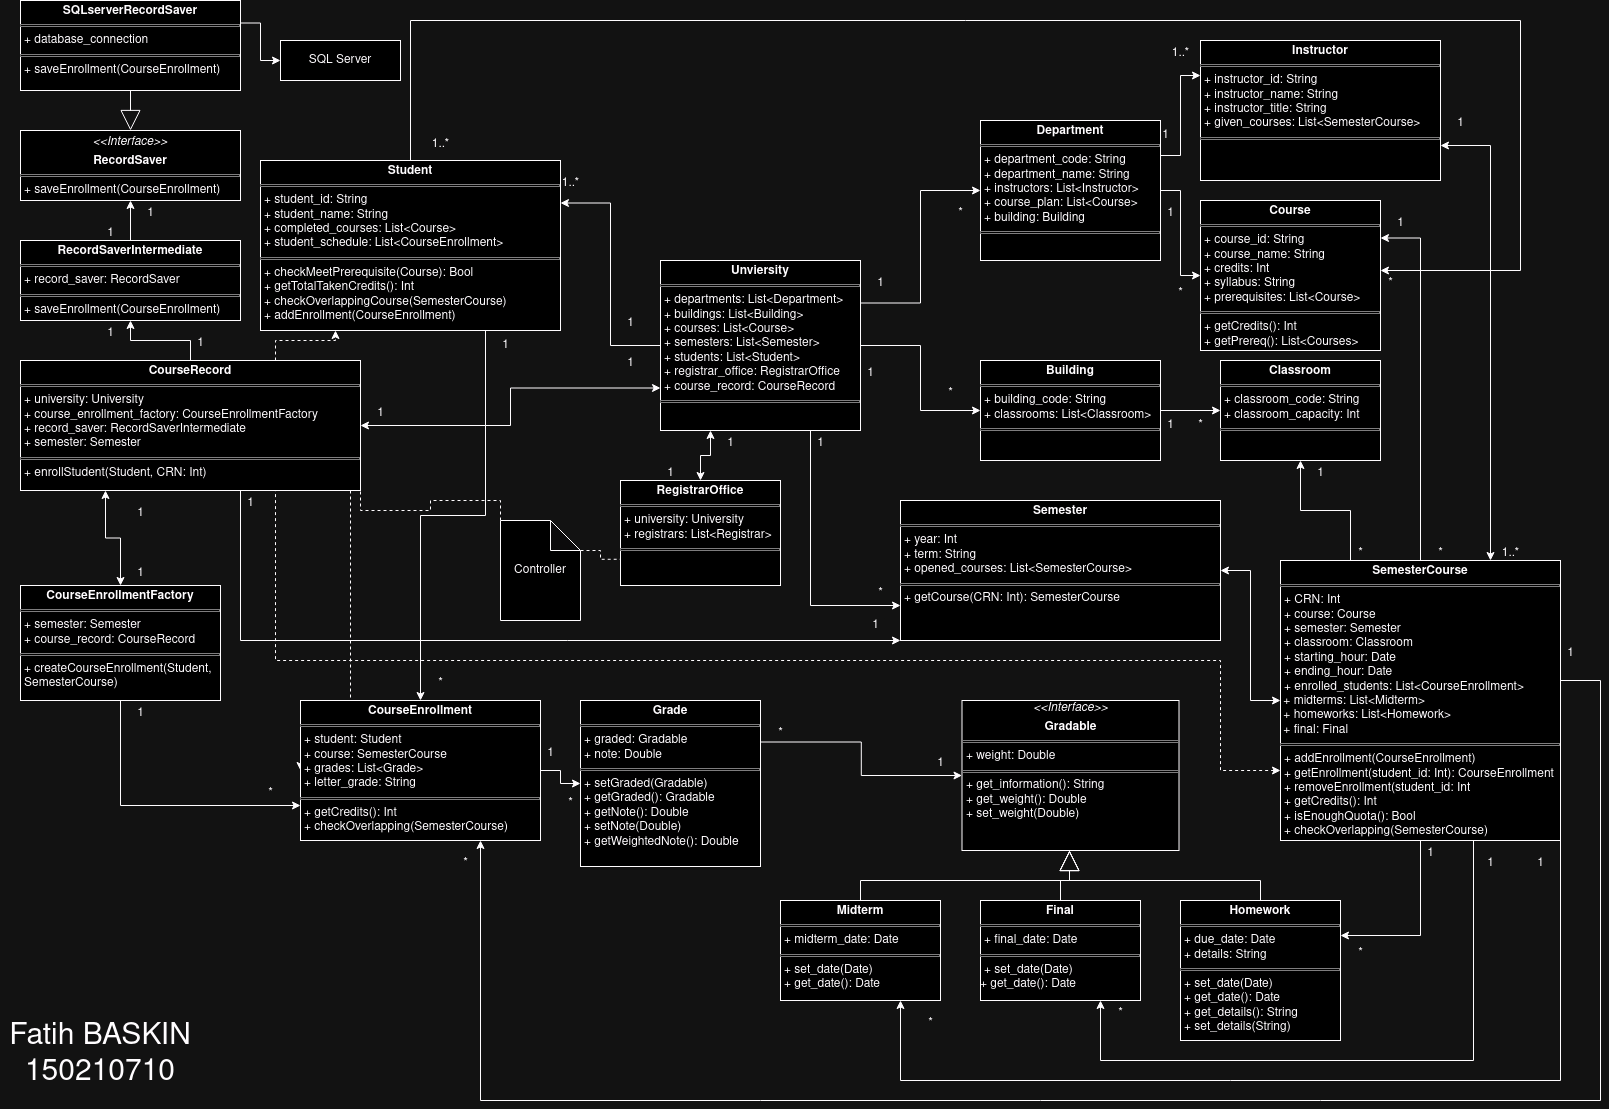 SQLserverRecordSaver
+ database_connection
+ saveEnrollment(CourseEnrollment)
SQL Server
<<Interface>>
RecordSaver
+ saveEnrollment(CourseEnrollment)
1
1
RecordSaverIntermediate
+ record_saver: RecordSaver
+ saveEnrollment(CourseEnrollment)
1
1
CourseRecord
+ university: University
+ course_enrollment_factory: CourseEnrollmentFactory
+ record_saver: RecordSaverIntermediate
+ semester: Semester
+ enrollStudent(Student, CRN: Int)
1
1
1
1
CourseEnrollmentFactory
+ semester: Semester
+ course_record: CourseRecord
+ createCourseEnrollment(Student,
SemesterCourse)
1
*
1..*
Student
+ student_id: String
+ student_name: String
+ completed_courses: List<Course>
+ student_schedule: List<CourseEnrollment>
+ checkMeetPrerequisite(Course): Bool
+ getTotalTakenCredits(): Int
+ checkOverlappingCourse(SemesterCourse)
+ addEnrollment(CourseEnrollment)
1..*
1
1
1
Unviersity
+ departments: List<Department>
+ buildings: List<Building>
+ courses: List<Course>
+ semesters: List<Semester>
+ students: List<Student>
+ registrar_office: RegistrarOffice
+ course_record: CourseRecord
1
1
1
1
1
RegistrarOffice
+ university: University
+ registrars: List<Registrar>
Controller
*
*
Department
+ department_code: String
+ department_name: String
+ instructors: List<Instructor>
+ course_plan: List<Course>
+ building: Building
1
1..*
1
*
Instructor
+ instructor_id: String
+ instructor_name: String
+ instructor_title: String
+ given_courses: List<SemesterCourse>
1
Course
+ course_id: String
+ course_name: String
+ credits: Int
+ syllabus: String
+ prerequisites: List<Course>
+ getCredits(): Int
+ getPrereq(): List<Courses>
1
*
Building
+ building_code: String
+ classrooms: List<Classroom>
1
*
Classroom
+ classroom_code: String
+ classroom_capacity: Int
1
Semester
+ year: Int
+ term: String
+ opened_courses: List<SemesterCourse>
+ getCourse(CRN: Int): SemesterCourse
*
1
*
*
1..*
SemesterCourse
+ CRN: Int
+ course: Course
+ semester: Semester
+ classroom: Classroom
+ starting_hour: Date
+ ending_hour: Date
+ enrolled_students: List<CourseEnrollment>
+ midterms: List<Midterm>
+ homeworks: List<Homework>
+ final: Final
+ addEnrollment(CourseEnrollment)
+ getEnrollment(student_id: Int): CourseEnrollment
+ removeEnrollment(student_id: Int
+ getCredits(): Int
+ isEnoughQuota(): Bool
+ checkOverlapping(SemesterCourse)
1
1
1
1
*
CourseEnrollment
+ student: Student
+ course: SemesterCourse
+ grades: List<Grade>
+ letter_grade: String
+ getCredits(): Int
+ checkOverlapping(SemesterCourse)
1
*
*
Grade
+ graded: Gradable
+ note: Double
+ setGraded(Gradable)
+ getGraded(): Gradable
+ getNote(): Double
+ setNote(Double)
+ getWeightedNote(): Double
*
1
<<Interface>>
Gradable
+ weight: Double
+ get_information(): String
+ get_weight(): Double
+ set_weight(Double)
Midterm
+ midterm_date: Date
+ set_date(Date)
+ get_date(): Date
*
Final
+ final_date: Date
+ set_date(Date)
+ get_date(): Date
*
Homework
+ due_date: Date
+ details: String
+ set_date(Date)
+ get_date(): Date
+ get_details(): String
+ set_details(String)
*
Fatih BASKIN
150210710